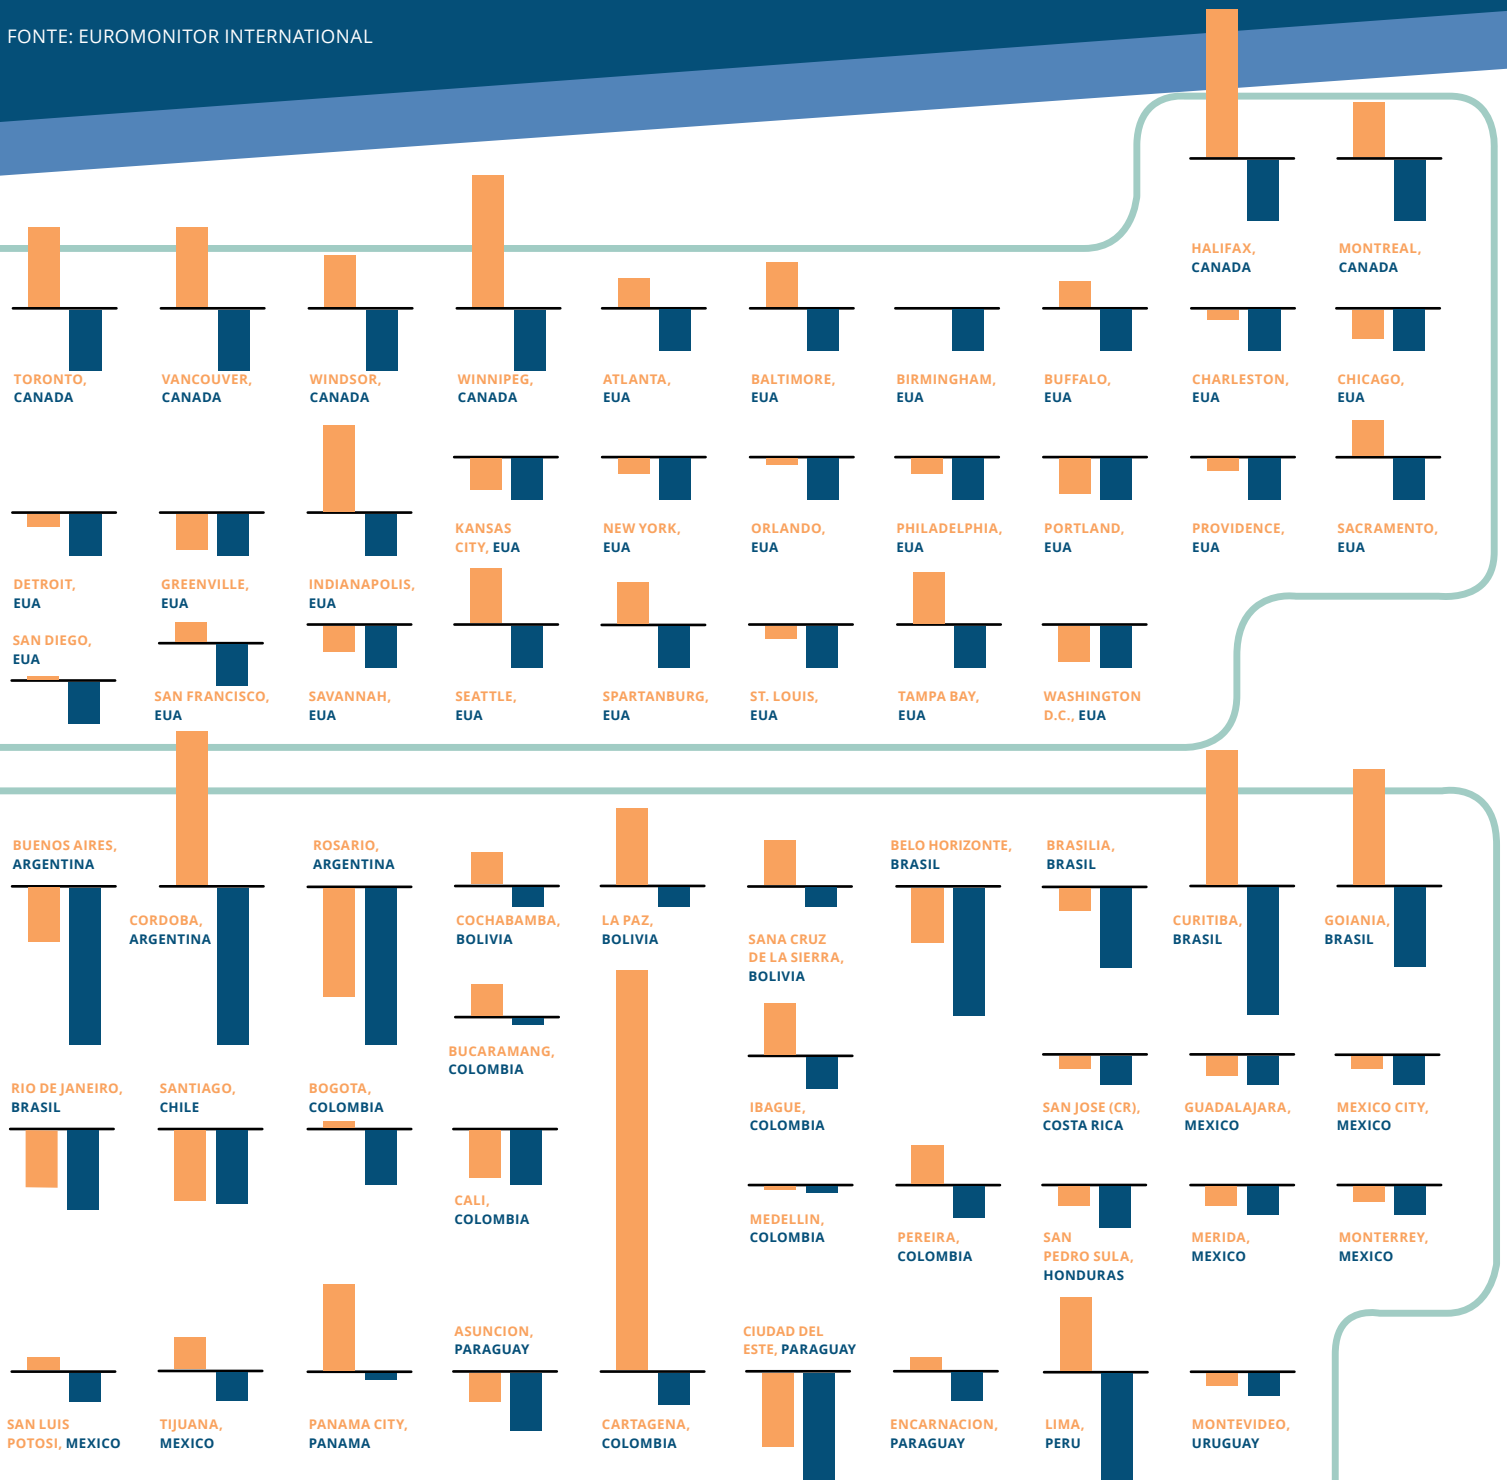 FONTE: EUROMONITOR INTERNATIONAL
HALIFAX,
CANADA
MONTREAL,
CANADA
TORONTO,
CANADA
VANCOUVER,
CANADA
WINDSOR,
CANADA
WINNIPEG,
CANADA
ATLANTA,
EUA
BALTIMORE,
EUA
BIRMINGHAM,
EUA
BUFFALO,
EUA
CHARLESTON,
EUA
CHICAGO,
EUA
DETROIT,
EUA
GREENVILLE,
EUA
INDIANAPOLIS,
EUA
KANSAS
CITY, EUA
NEW YORK,
EUA
ORLANDO,
EUA
PHILADELPHIA,
EUA
PORTLAND,
EUA
PROVIDENCE,
EUA
SACRAMENTO,
EUA
SAN DIEGO,
EUA
SAN FRANCISCO,
EUA
SAVANNAH,
EUA
SEATTLE,
EUA
SPARTANBURG,
EUA
ST. LOUIS,
EUA
TAMPA BAY,
EUA
WASHINGTON
D.C., EUA
BUENOS AIRES,
ARGENTINA
CORDOBA,
ARGENTINA
ROSARIO,
ARGENTINA
COCHABAMBA,
BOLIVIA
LA PAZ,
BOLIVIA
SANA CRUZ
DE LA SIERRA,
BOLIVIA
BELO HORIZONTE,
BRASIL
BRASILIA,
BRASIL
CURITIBA,
BRASIL
GOIANIA,
BRASIL
RIO DE JANEIRO,
BRASIL
SANTIAGO,
CHILE
BOGOTA,
COLOMBIA
BUCARAMANG,
COLOMBIA
CALI,
COLOMBIA
CARTAGENA,
COLOMBIA
IBAGUE,
COLOMBIA
MEDELLIN,
COLOMBIA
PEREIRA,
COLOMBIA
SAN JOSE (CR),
COSTA RICA
SAN
PEDRO SULA,
HONDURAS
GUADALAJARA,
MEXICO
MEXICO CITY,
MEXICO
MERIDA,
MEXICO
MONTERREY,
MEXICO
SAN LUIS
POTOSI, MEXICO
TIJUANA,
MEXICO
PANAMA CITY,
PANAMA
ASUNCION,
PARAGUAY
CIUDAD DEL
ESTE, PARAGUAY
ENCARNACION,
PARAGUAY
LIMA,
PERU
MONTEVIDEO,
URUGUAY